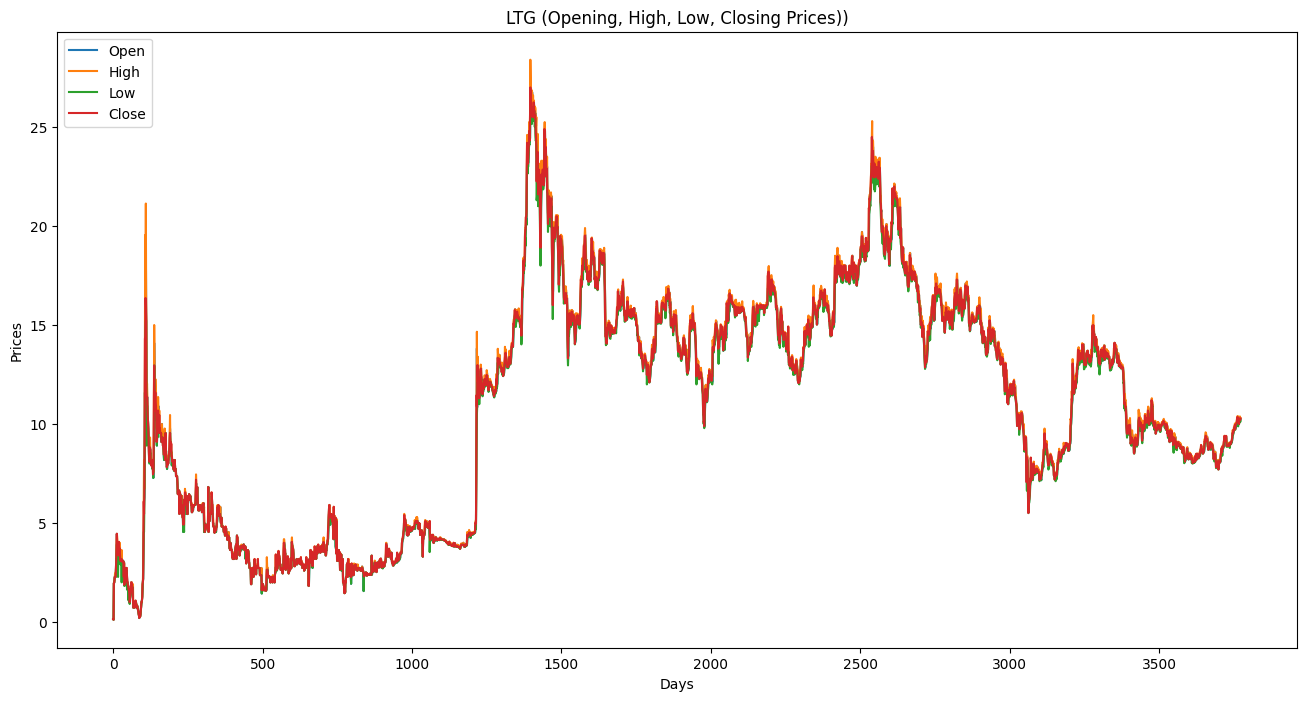 LTG (Opening, High, Low, Closing Prices))
Open
High
Low
Close
Prices
25
20
15
10
5
0
0 500 1000 1500 2000 2500 3000 3500
Days